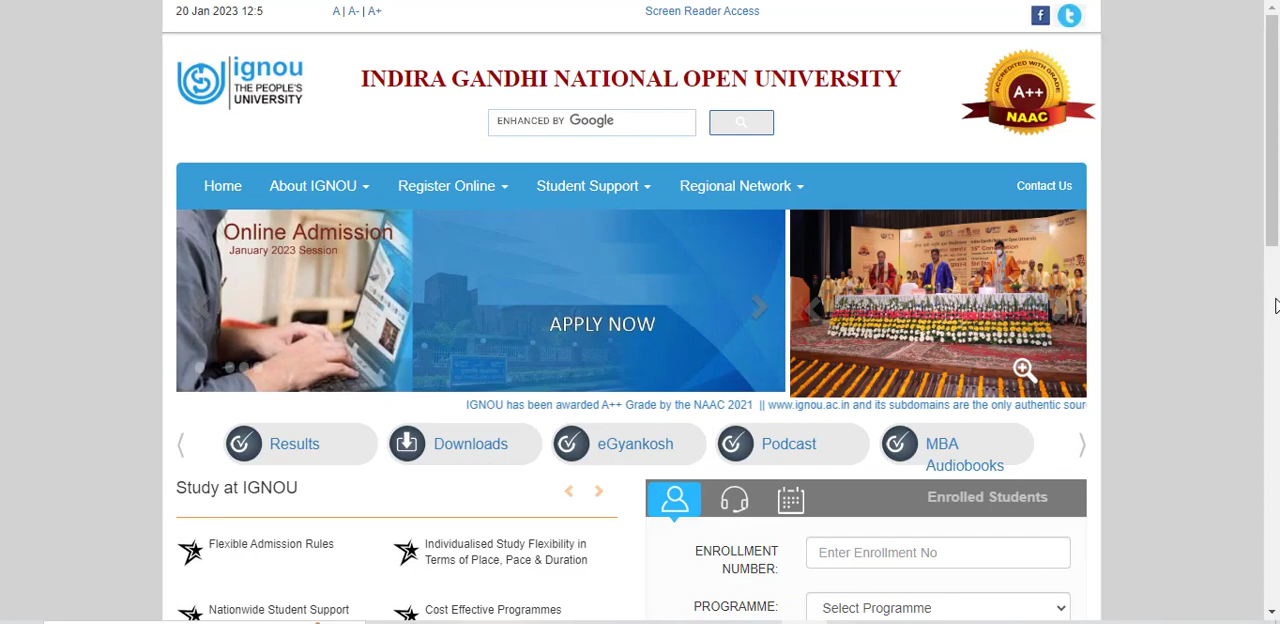 20 Jan 2023 12:5
A | A- | A+
Screen Reader Access
ignou
THE PEOPLE'S
UNIVERSITY
INDIRA GANDHI NATIONAL OPEN UNIVERSITY
ENHANCED BY Google
ACCREDITED WITH GRADE
A++
NAAC
Home
About IGNOU
Register Online
Student Support
Regional Network
Contact Us
Online Admission
January 2023 Session
APPLY NOW
IGNOU has been awarded A++ Grade by the NAAC 2021 || www.ignou.ac.in and its subdomains are the only authentic sour
Results
Downloads
eGyankosh
Podcast
MBA
Audiobooks
Study at IGNOU
Enrolled Students
Flexible Admission Rules
Individualised Study Flexibility in
Terms of Place, Pace & Duration
Nationwide Student Support
Cost Effective Programmes
ENROLLMENT
NUMBER:
Enter Enrollment No
PROGRAMME:
Select Programme